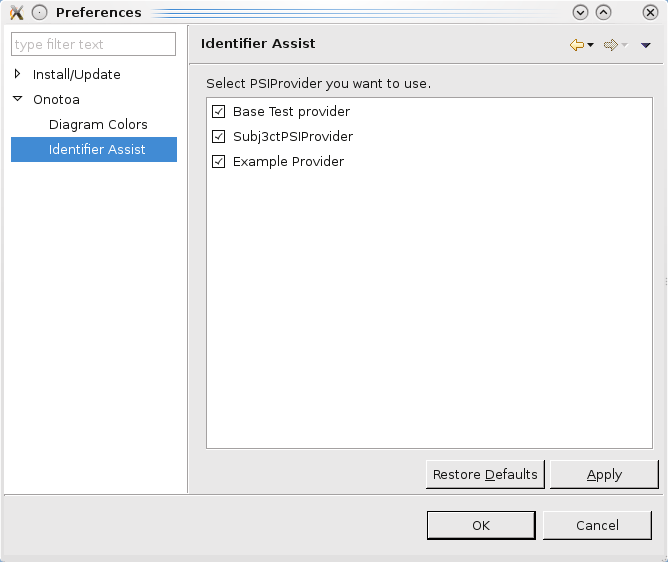 Preferences
type filter text
Install/Update
Onotoa
Diagram Colors
Identifier Assist
Identifier Assist
Select PSIProvider you want to use.
Base Test provider
Subj3ctPSIProvider
Example Provider
Restore Defaults
Apply
OK
Cancel